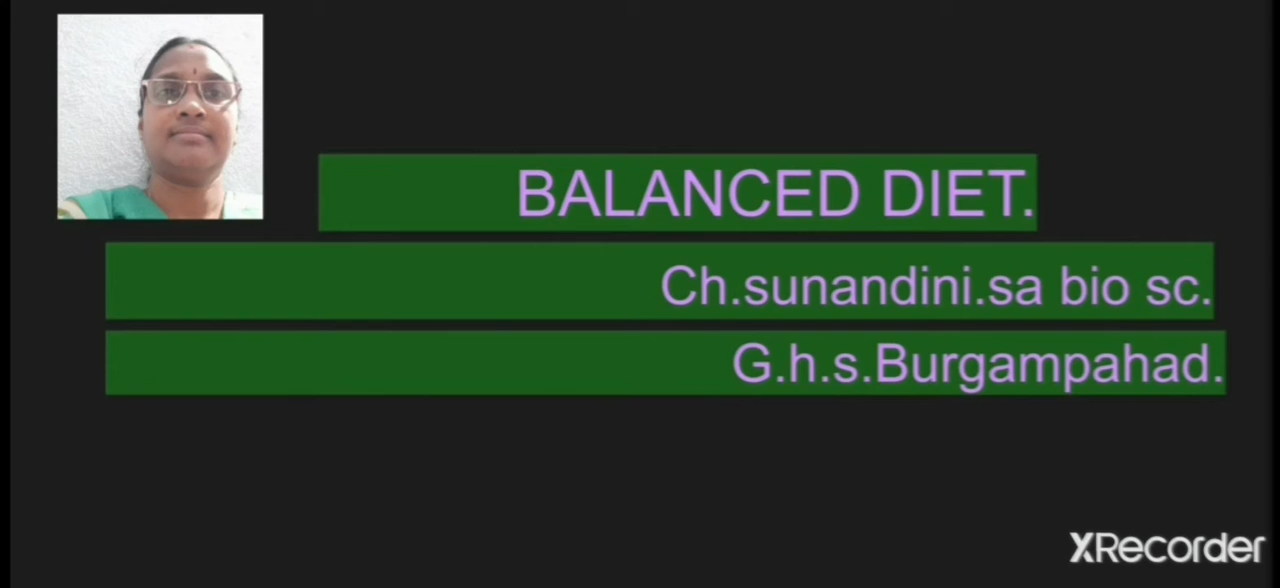 BALANCED DIET.
Ch.sunandini.sa bio sc.
G.h.s.Burgampahad.
XRecorder